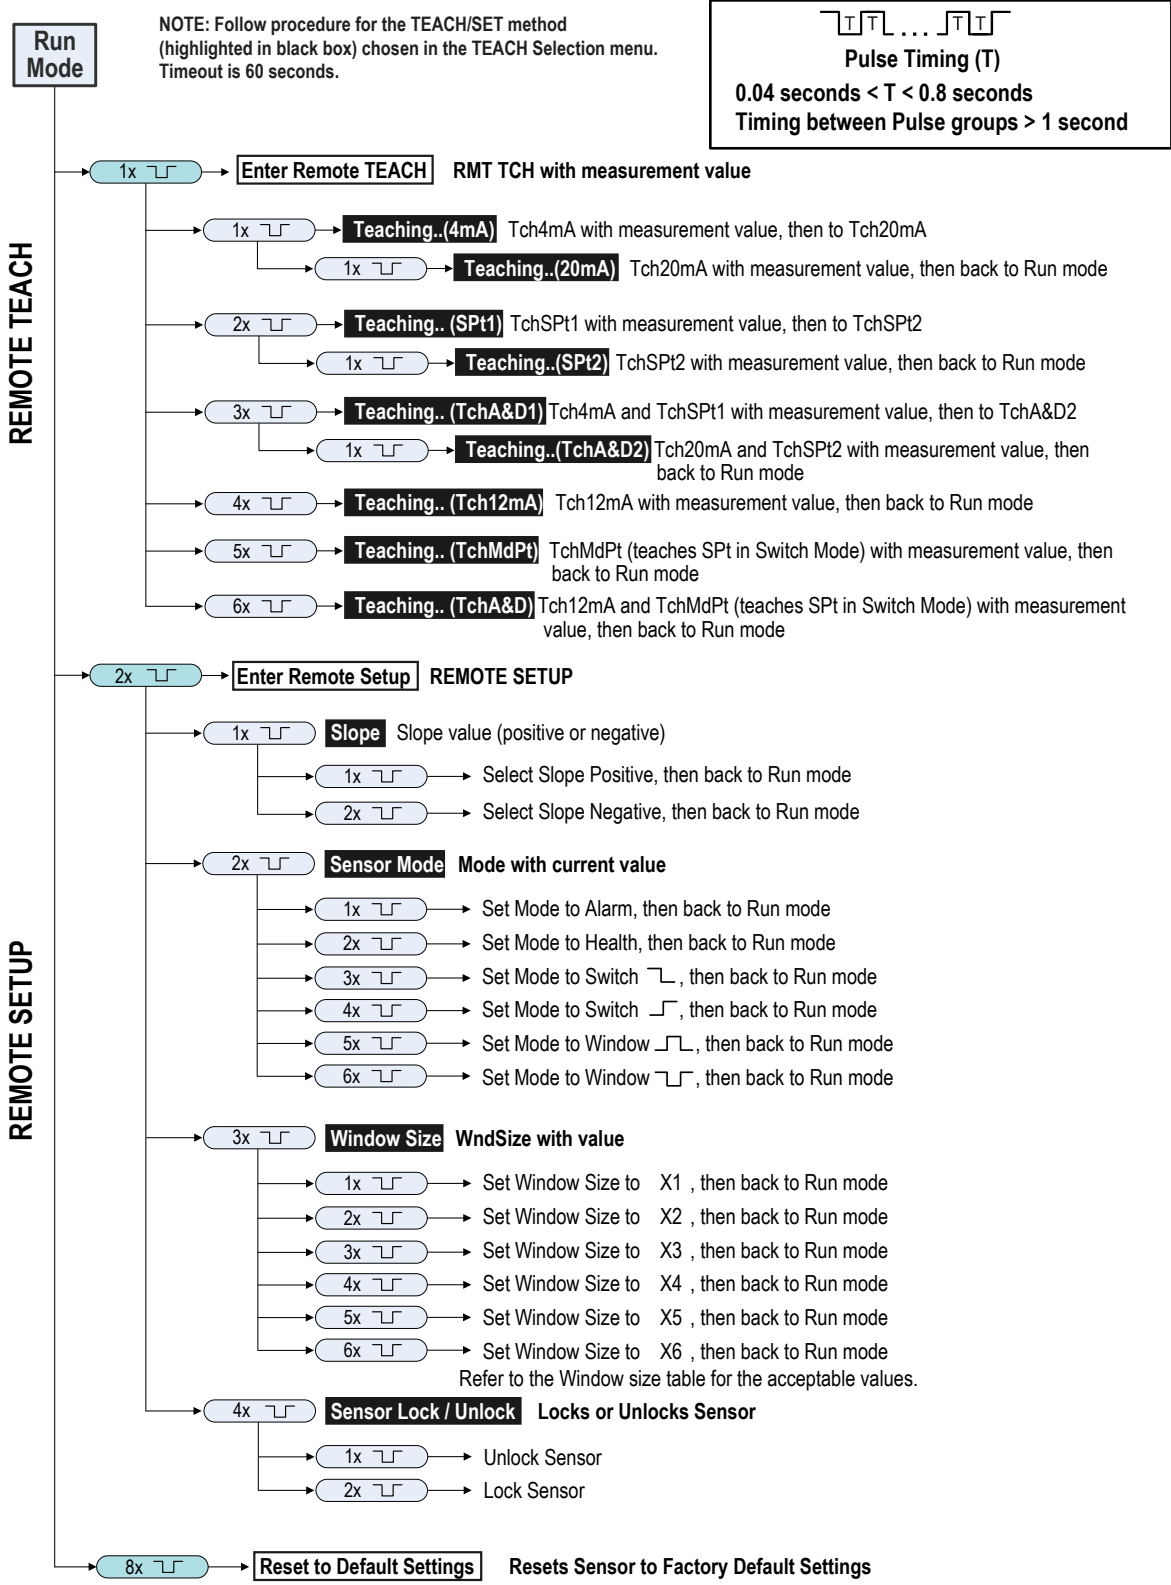 Run
Mode
NOTE: Follow procedure for the TEACH/SET method
(highlighted in black box) chosen in the TEACH Selection menu.
Timeout is 60 seconds.
T T . . . T T
Pulse Timing (T)
0.04 seconds < T < 0.8 seconds
Timing between Pulse groups > 1 second
REMOTE TEACH
1x Enter Remote TEACH RMT TCH with measurement value
1x Teaching..(4mA) Tch4mA with measurement value, then to Tch20mA
1x Teaching..(20mA) Tch20mA with measurement value, then back to Run mode
2x Teaching.. (SPt1) TchSPt1 with measurement value, then to TchSPt2
1x Teaching..(SPt2) TchSPt2 with measurement value, then back to Run mode
3x Teaching.. (TchA&D1) Tch4mA and TchSPt1 with measurement value, then to TchA&D2
1x Teaching..(TchA&D2) Tch20mA and TchSPt2 with measurement value, then
back to Run mode
4x Teaching.. (Tch12mA) Tch12mA with measurement value, then back to Run mode
5x Teaching.. (TchMdPt) TchMdPt (teaches SPt in Switch Mode) with measurement value, then
back to Run mode
6x Teaching.. (TchA&D) Tch12mA and TchMdPt (teaches SPt in Switch Mode) with measurement
value, then back to Run mode
REMOTE SETUP
2x Enter Remote Setup REMOTE SETUP
1x Slope Slope value (positive or negative)
1x Select Slope Positive, then back to Run mode
2x Select Slope Negative, then back to Run mode
2x Sensor Mode Mode with current value
1x Set Mode to Alarm, then back to Run mode
2x Set Mode to Health, then back to Run mode
3x Set Mode to Switch , then back to Run mode
4x Set Mode to Switch , then back to Run mode
5x Set Mode to Window , then back to Run mode
6x Set Mode to Window , then back to Run mode
3x Window Size WndSize with value
1x Set Window Size to X1 , then back to Run mode
2x Set Window Size to X2 , then back to Run mode
3x Set Window Size to X3 , then back to Run mode
4x Set Window Size to X4 , then back to Run mode
5x Set Window Size to X5 , then back to Run mode
6x Set Window Size to X6 , then back to Run mode
Refer to the Window size table for the acceptable values.
4x Sensor Lock / Unlock Locks or Unlocks Sensor
1x Unlock Sensor
2x Lock Sensor
8x Reset to Default Settings Resets Sensor to Factory Default Settings